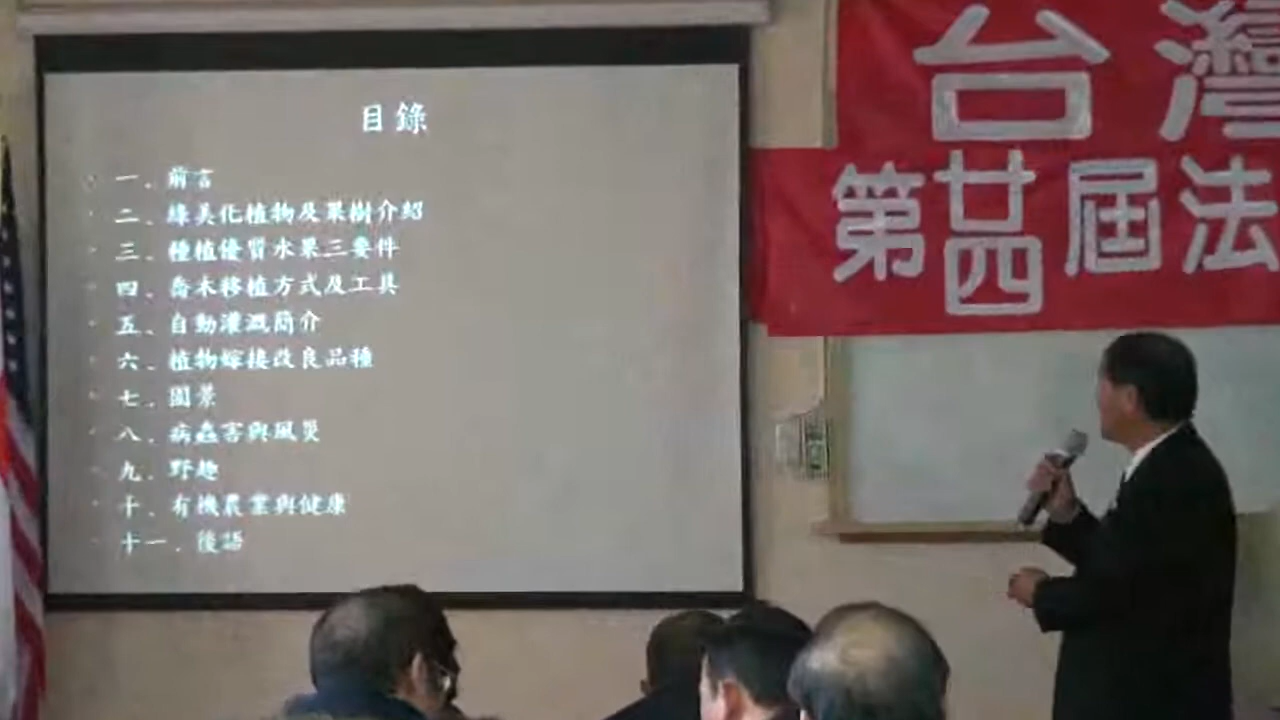 目錄
一．前言
二．綠美化植物及果樹介紹
三．種植優質水果三要件
四．喬木移植方式及工具
五．自動灌溉簡介
六．植物嫁接改良品種
七．園景
八．病蟲害與風災
九．野趣
十．有機農業與健康
十一．後語
台灣
第廿四屆法